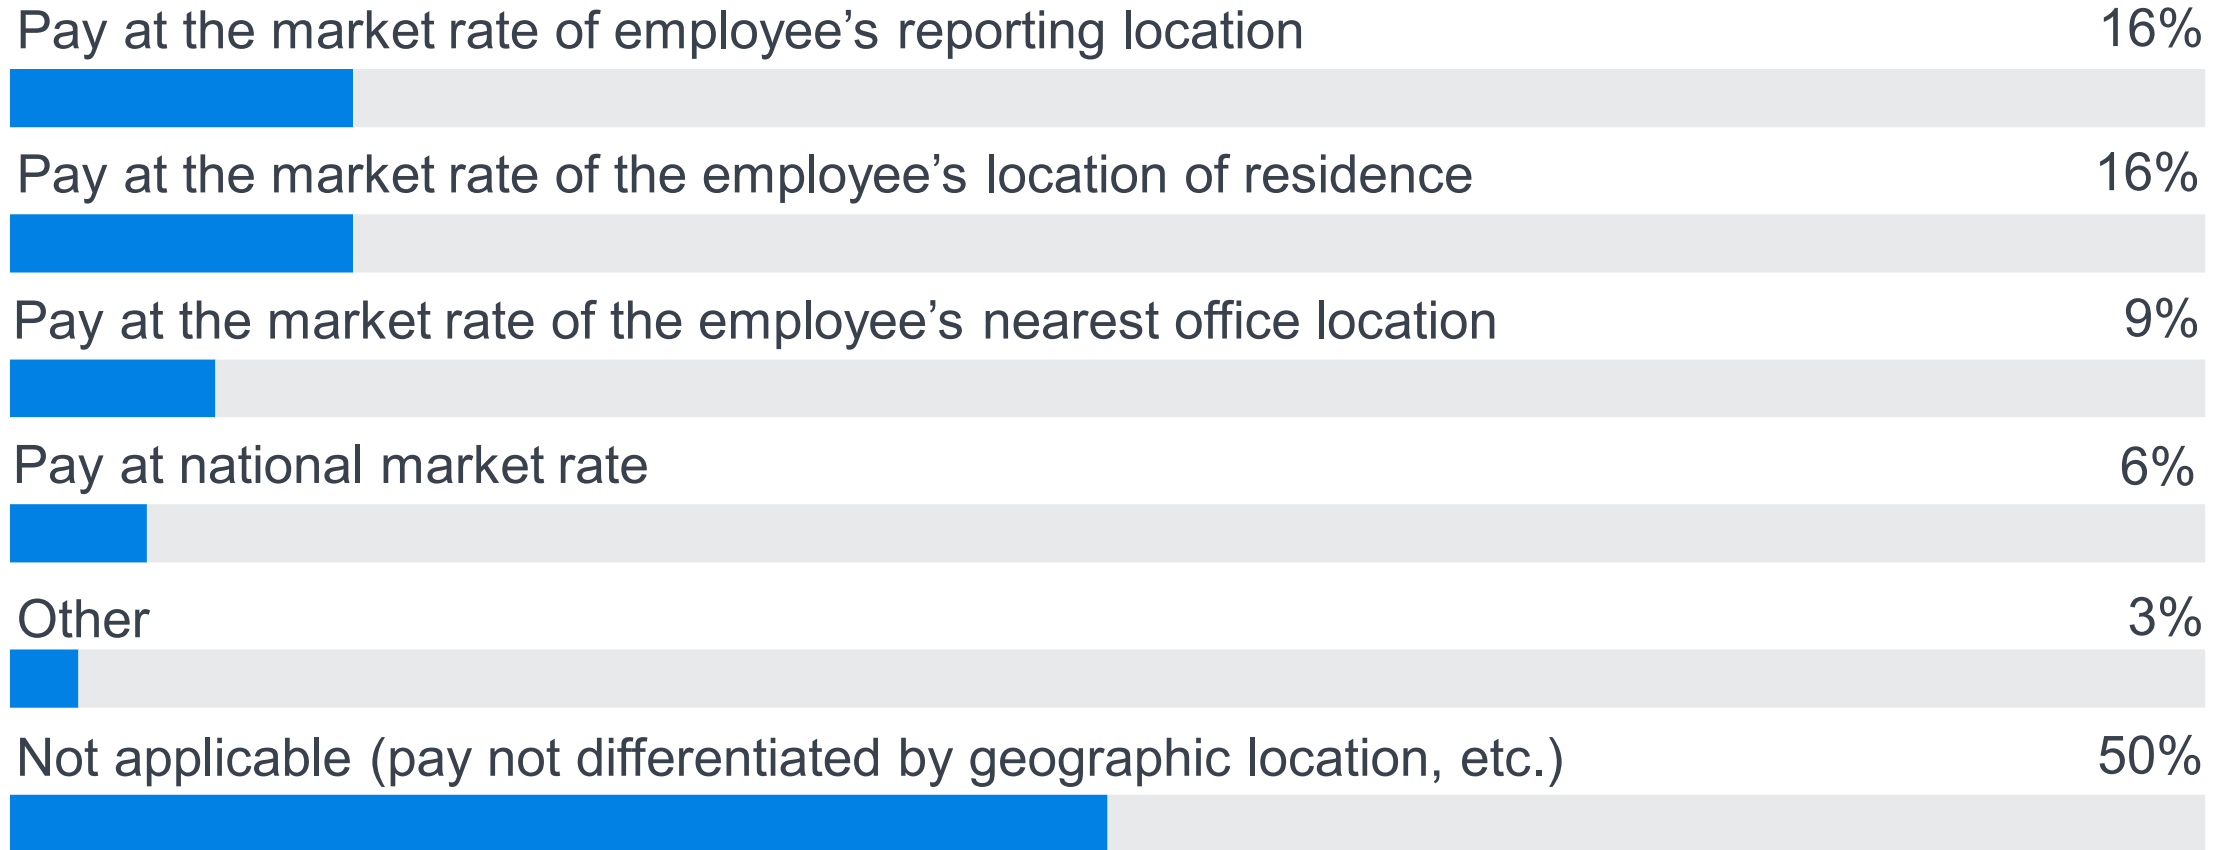 Pay at the market rate of employee’s reporting location 16%
Pay at the market rate of the employee’s location of residence 16%
Pay at the market rate of the employee’s nearest office location 9%
Pay at national market rate 6%
Other 3%
Not applicable (pay not differentiated by geographic location, etc.) 50%